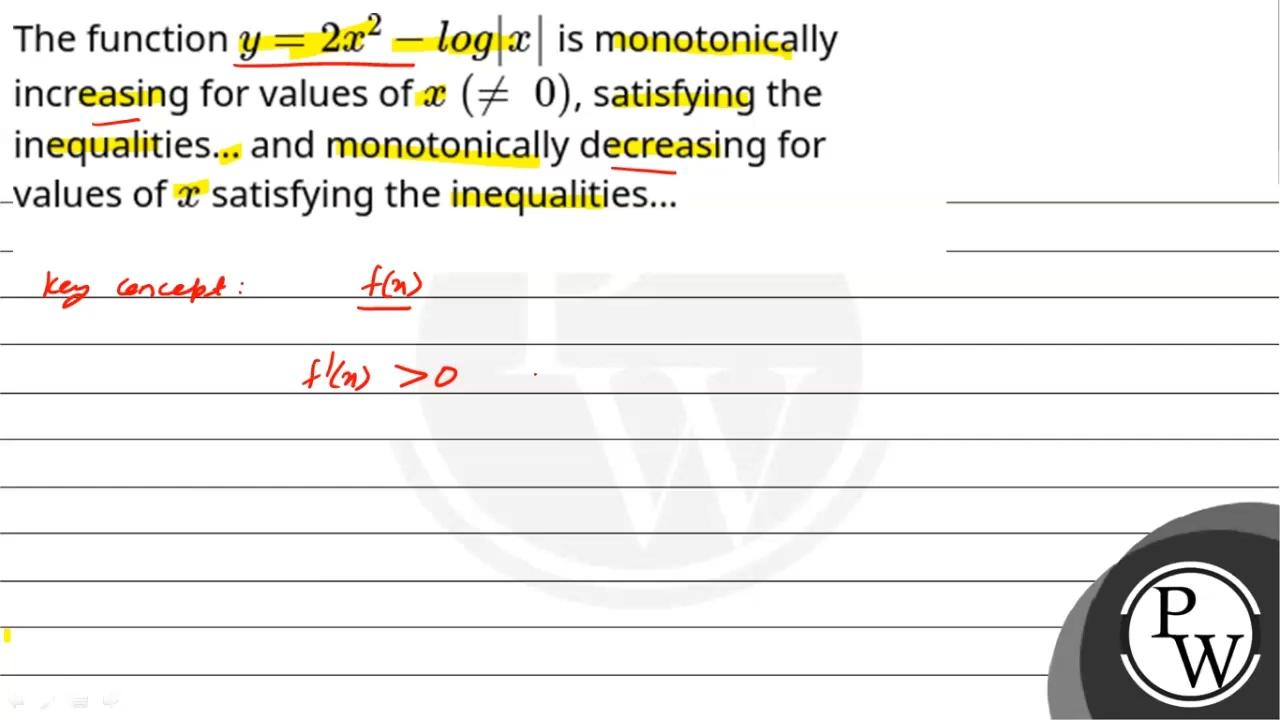 The function y = 2x² − log|x| is monotonically
increasing for values of x (≠ 0), satisfying the
inequalities... and monotonically decreasing for
values of x satisfying the inequalities...
key concept: f(x)
f'(x) > 0
PW